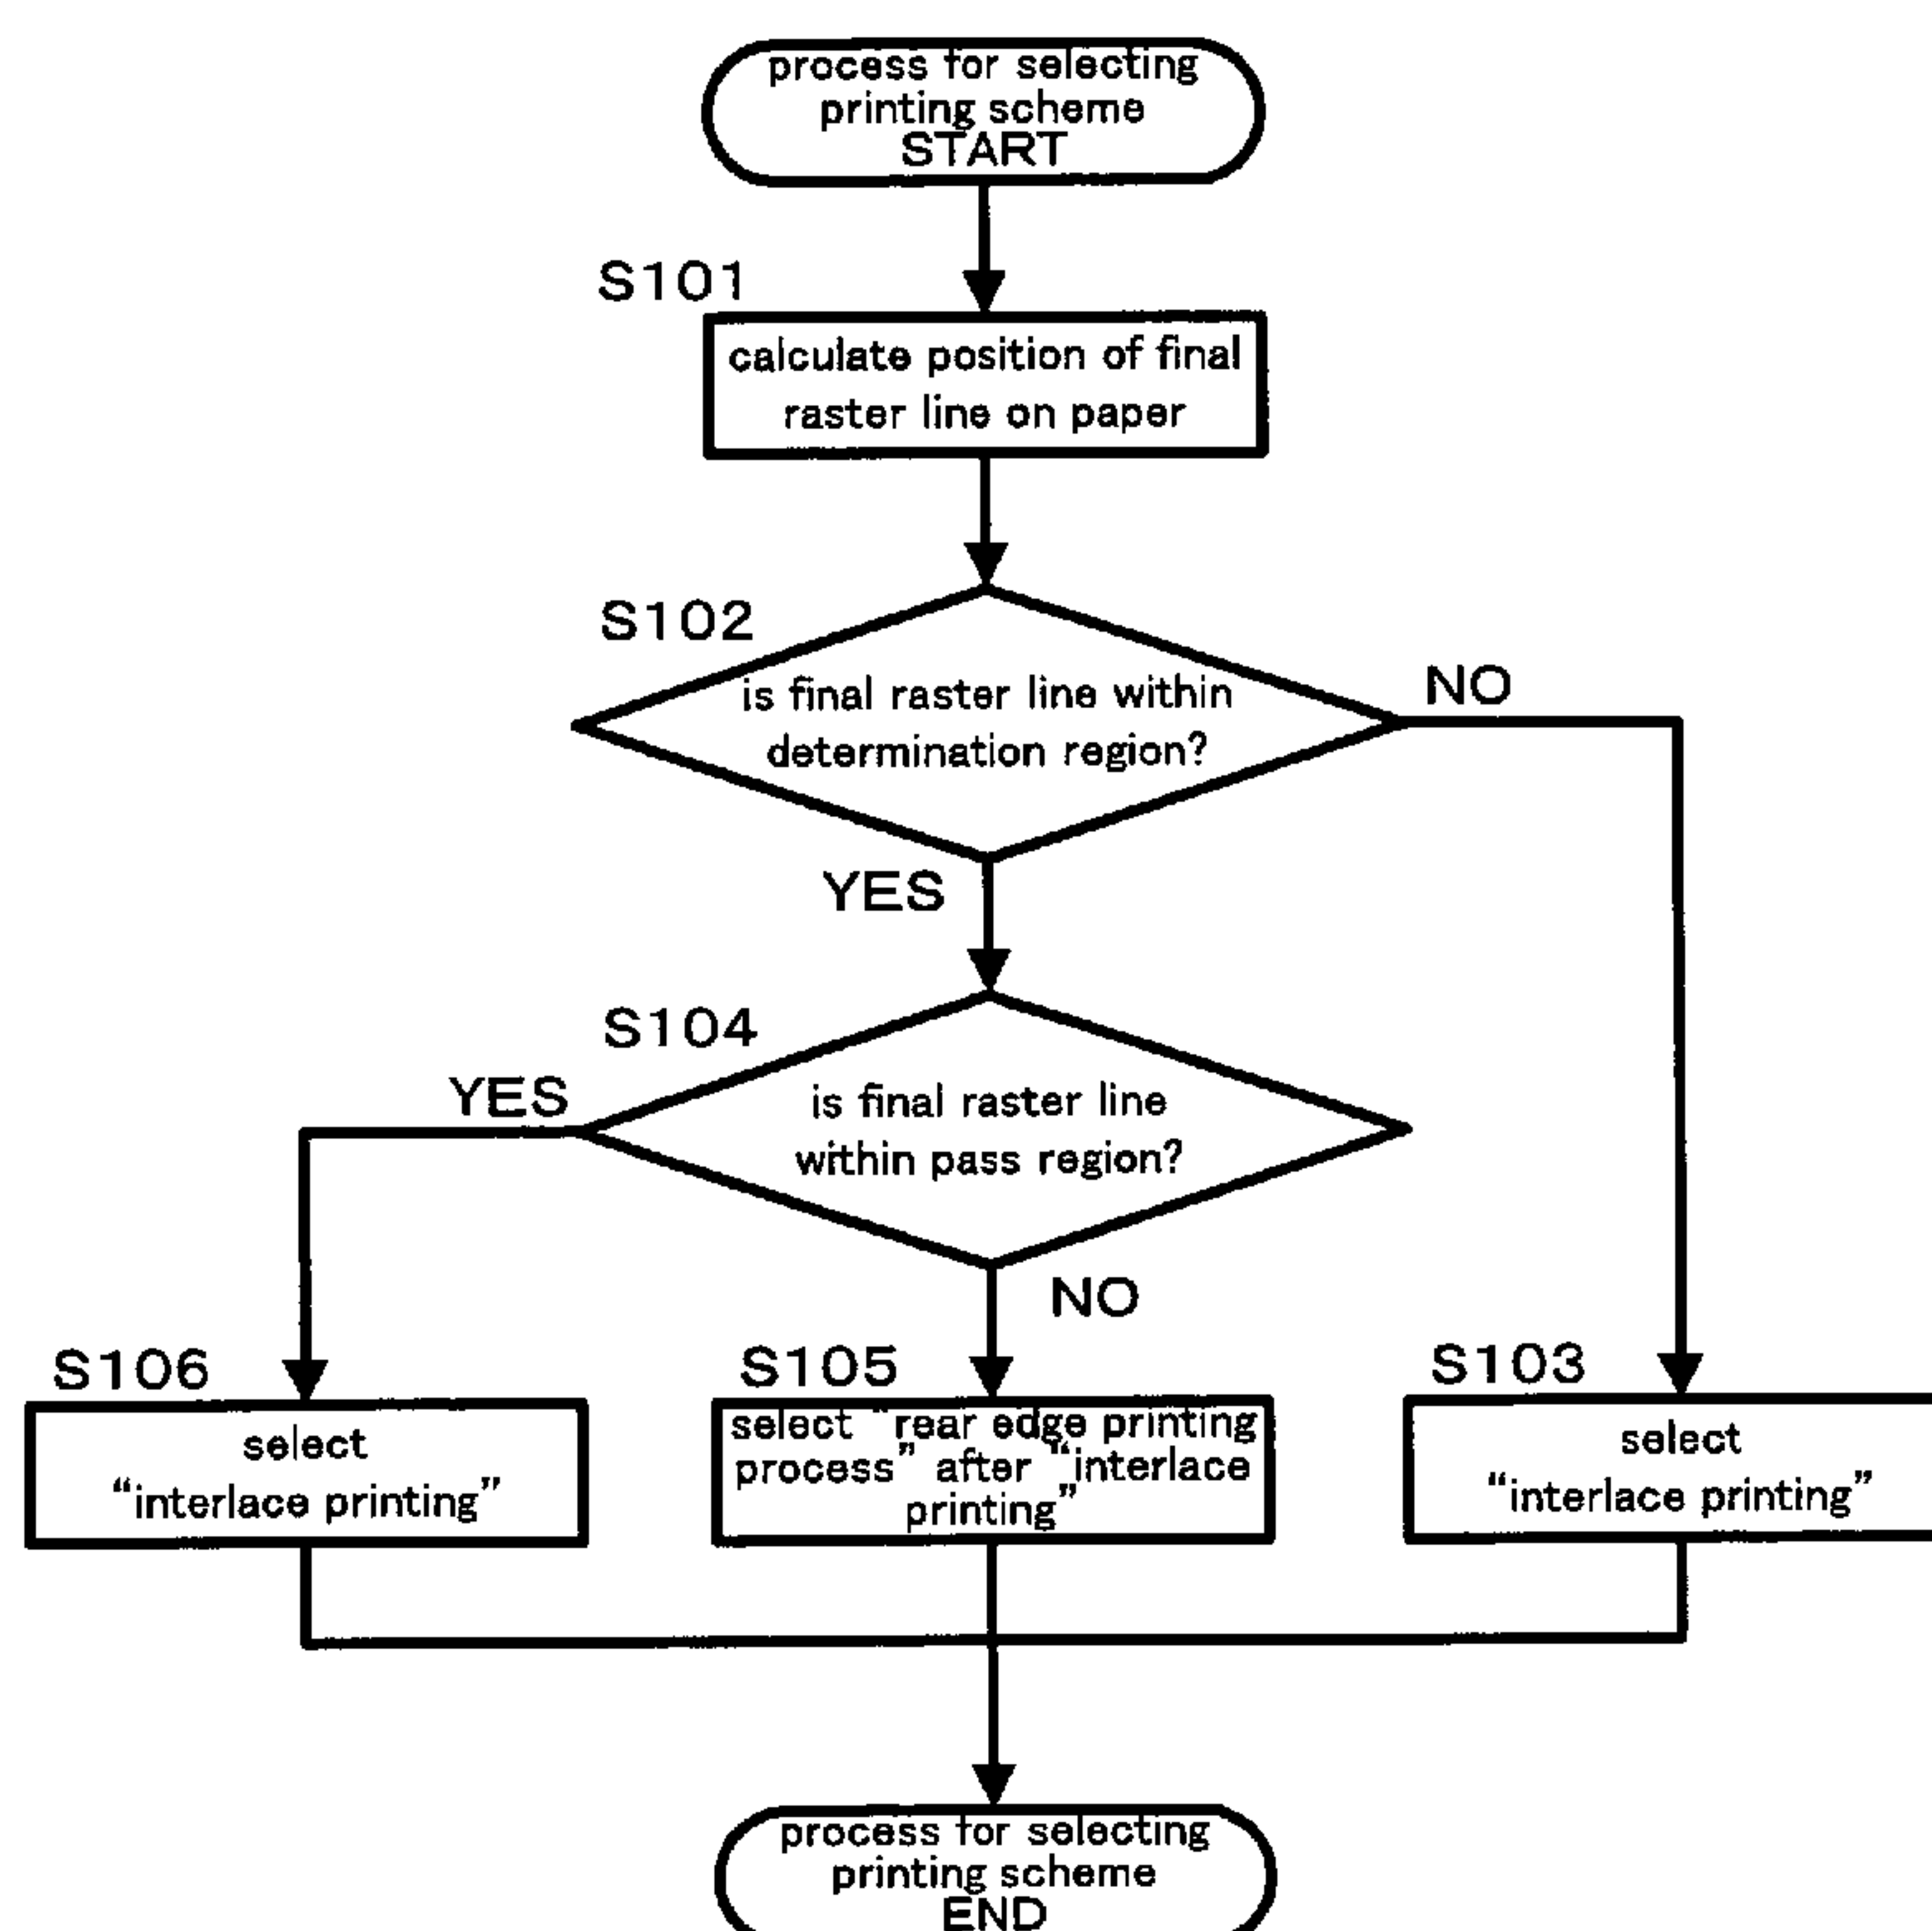 process for selecting
printing scheme
START
S101
calculate position of final
raster line on paper
S102
is final raster line within
determination region?
NO
YES
S104
is final raster line
within pass region?
YES
NO
S106
select
“interlace printing”
S105
select “rear edge printing
process” after “interlace
printing”
S103
select
“interlace printing”
process for selecting
printing scheme
END